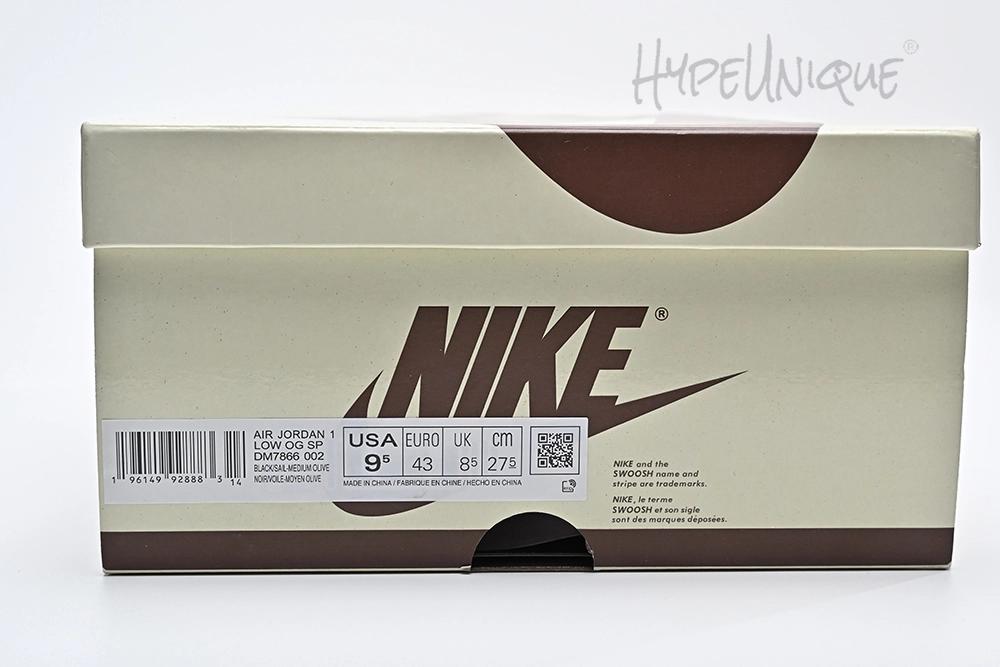 HYPEUNIQUE®
NIKE®
AIR JORDAN 1
LOW OG SP
DM7866 002
BLACK/SAIL-MEDIUM OLIVE
NOIR/VOILE-MOYEN OLIVE
1 96149 92888 3 14
USA EURO UK cm
9⁵ 43 8⁵ 27⁵
MADE IN CHINA / FABRIQUE EN CHINE / HECHO EN CHINA
NIKE and the
SWOOSH name and
stripe are trademarks.
NIKE, le terme
SWOOSH et son sigle
sont des marques déposées.